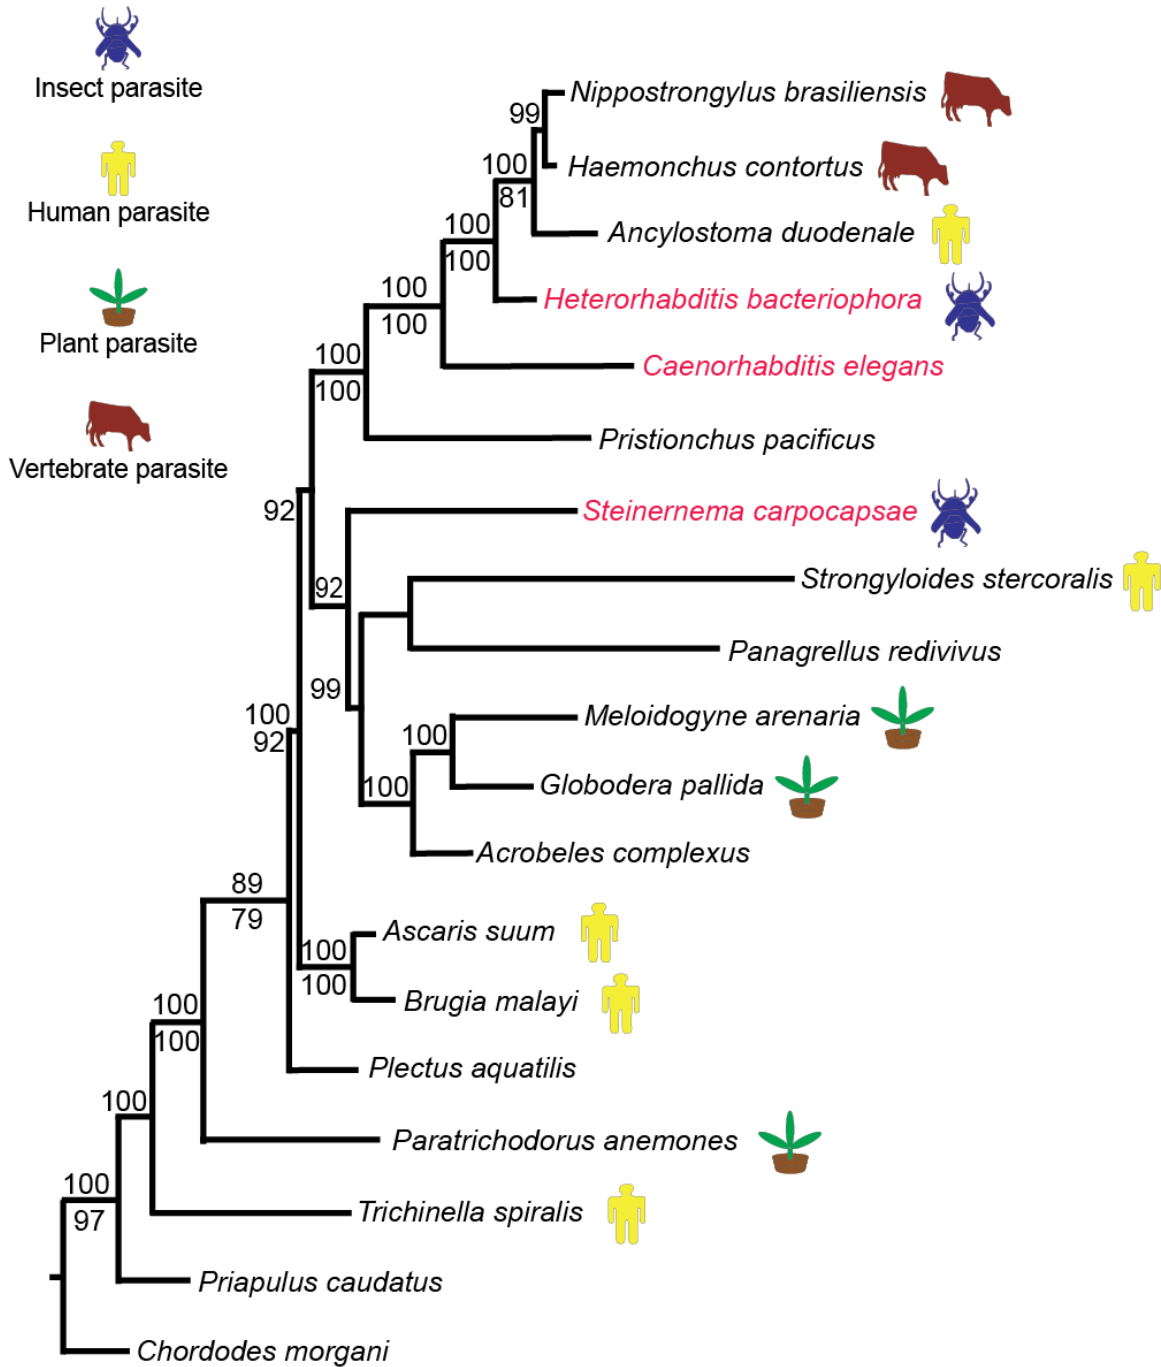 Insect parasite
Human parasite
Plant parasite
Vertebrate parasite
Nippostrongylus brasiliensis
99
Haemonchus contortus
100
81
Ancylostoma duodenale
100
100
Heterorhabditis bacteriophora
100
100
Caenorhabditis elegans
100
100
Pristionchus pacificus
92
Steinernema carpocapsae
92
Strongyloides stercoralis
Panagrellus redivivus
99
100
92
Meloidogyne arenaria
100
Globodera pallida
100
Acrobeles complexus
89
79
Ascaris suum
100
100
Brugia malayi
100
100
Plectus aquatilis
100
Paratrichodorus anemones
100
97
Trichinella spiralis
Priapulus caudatus
Chordodes morgani